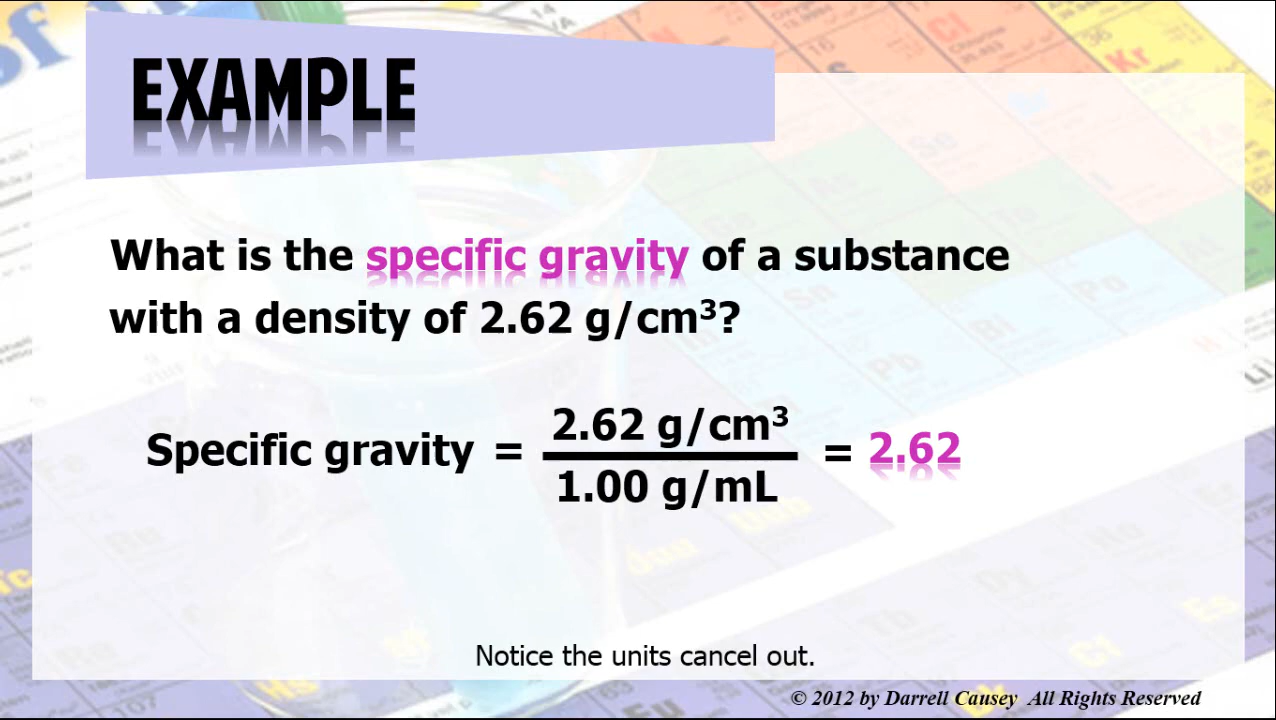 EXAMPLE
What is the specific gravity of a substance
with a density of 2.62 g/cm³?
2.62 g/cm³
Specific gravity = = 2.62
1.00 g/mL
Notice the units cancel out.
© 2012 by Darrell Causey All Rights Reserved